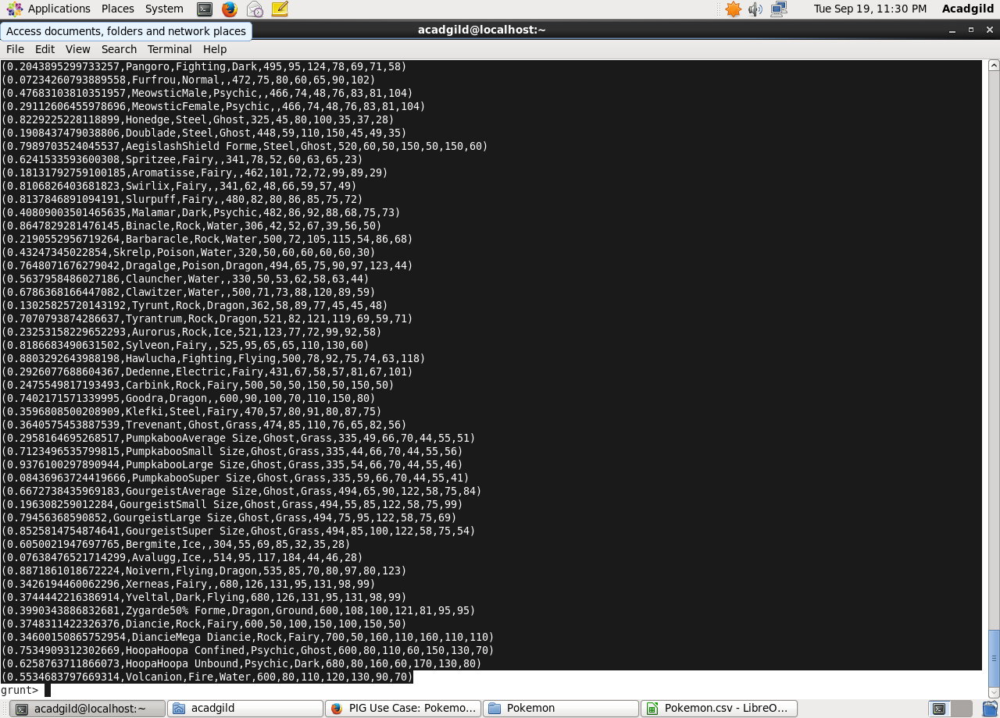 Applications Places System Tue Sep 19, 11:30 PM Acadgild
Access documents, folders and network places
acadgild@localhost:~
File Edit View Search Terminal Help
(0.2043895299733257,Pangoro,Fighting,Dark,495,95,124,78,69,71,58)
(0.07234260793889558,Furfrou,Normal,,472,75,80,60,65,90,102)
(0.47683103810351957,MeowsticMale,Psychic,,466,74,48,76,83,81,104)
(0.29112606455978696,MeowsticFemale,Psychic,,466,74,48,76,83,81,104)
(0.8229225228118899,Honedge,Steel,Ghost,325,45,80,100,35,37,28)
(0.1908437479038806,Doublade,Steel,Ghost,448,59,110,150,45,49,35)
(0.7989703524045537,AegislashShield Forme,Steel,Ghost,520,60,50,150,50,150,60)
(0.6241533593600308,Spritzee,Fairy,,341,78,52,60,63,65,23)
(0.18131792759100185,Aromatisse,Fairy,,462,101,72,72,99,89,29)
(0.8106826403681823,Swirlix,Fairy,,341,62,48,66,59,57,49)
(0.8137846891094191,Slurpuff,Fairy,,480,82,80,86,85,75,72)
(0.40809003501465635,Malamar,Dark,Psychic,482,86,92,88,68,75,73)
(0.8647829281476145,Binacle,Rock,Water,306,42,52,67,39,56,50)
(0.2190552956719264,Barbaracle,Rock,Water,500,72,105,115,54,86,68)
(0.43247345022854,Skrelp,Poison,Water,320,50,60,60,60,60,30)
(0.7648071676279042,Dragalge,Poison,Dragon,494,65,75,90,97,123,44)
(0.5637958486027186,Clauncher,Water,,330,50,53,62,58,63,44)
(0.6786368166447082,Clawitzer,Water,,500,71,73,88,120,89,59)
(0.13025825720143192,Tyrunt,Rock,Dragon,362,58,89,77,45,45,48)
(0.7070793874286637,Tyrantrum,Rock,Dragon,521,82,121,119,69,59,71)
(0.23253158229652293,Aurorus,Rock,Ice,521,123,77,72,99,92,58)
(0.8186683490631502,Sylveon,Fairy,,525,95,65,65,110,130,60)
(0.8803292643988198,Hawlucha,Fighting,Flying,500,78,92,75,74,63,118)
(0.2926077688604367,Dedenne,Electric,Fairy,431,67,58,57,81,67,101)
(0.2475549817193493,Carbink,Rock,Fairy,500,50,50,150,50,150,50)
(0.7402171571339995,Goodra,Dragon,,600,90,100,70,110,150,80)
(0.3596808500208909,Klefki,Steel,Fairy,470,57,80,91,80,87,75)
(0.3640575453887539,Trevenant,Ghost,Grass,474,85,110,76,65,82,56)
(0.2958164695268517,PumpkabooAverage Size,Ghost,Grass,335,49,66,70,44,55,51)
(0.7123496535799815,PumpkabooSmall Size,Ghost,Grass,335,44,66,70,44,55,56)
(0.9376100297890944,PumpkabooLarge Size,Ghost,Grass,335,54,66,70,44,55,46)
(0.08436963724419666,PumpkabooSuper Size,Ghost,Grass,335,59,66,70,44,55,41)
(0.6672738435969183,GourgeistAverage Size,Ghost,Grass,494,65,90,122,58,75,84)
(0.196308259012284,GourgeistSmall Size,Ghost,Grass,494,55,85,122,58,75,99)
(0.79456368590852,GourgeistLarge Size,Ghost,Grass,494,75,95,122,58,75,69)
(0.8525814754874641,GourgeistSuper Size,Ghost,Grass,494,85,100,122,58,75,54)
(0.6050021947697765,Bergmite,Ice,,304,55,69,85,32,35,28)
(0.07638476521714299,Avalugg,Ice,,514,95,117,184,44,46,28)
(0.8871861018672224,Noivern,Flying,Dragon,535,85,70,80,97,80,123)
(0.3426194460062296,Xerneas,Fairy,,680,126,131,95,131,98,99)
(0.3744442216386914,Yveltal,Dark,Flying,680,126,131,95,131,98,99)
(0.3990343886832681,Zygarde50% Forme,Dragon,Ground,600,108,100,121,81,95,95)
(0.3748311422326376,Diancie,Rock,Fairy,600,50,100,150,100,150,50)
(0.34600150865752954,DiancieMega Diancie,Rock,Fairy,700,50,160,110,160,110,110)
(0.7534909312302669,HoopaHoopa Confined,Psychic,Ghost,600,80,110,60,150,130,70)
(0.6258763711866073,HoopaHoopa Unbound,Psychic,Dark,680,80,160,60,170,130,80)
(0.5534683797669314,Volcanion,Fire,Water,600,80,110,120,130,90,70)
grunt>
acadgild@localhost:~ acadgild PIG Use Case: Pokemo... Pokemon Pokemon.csv - LibreO...